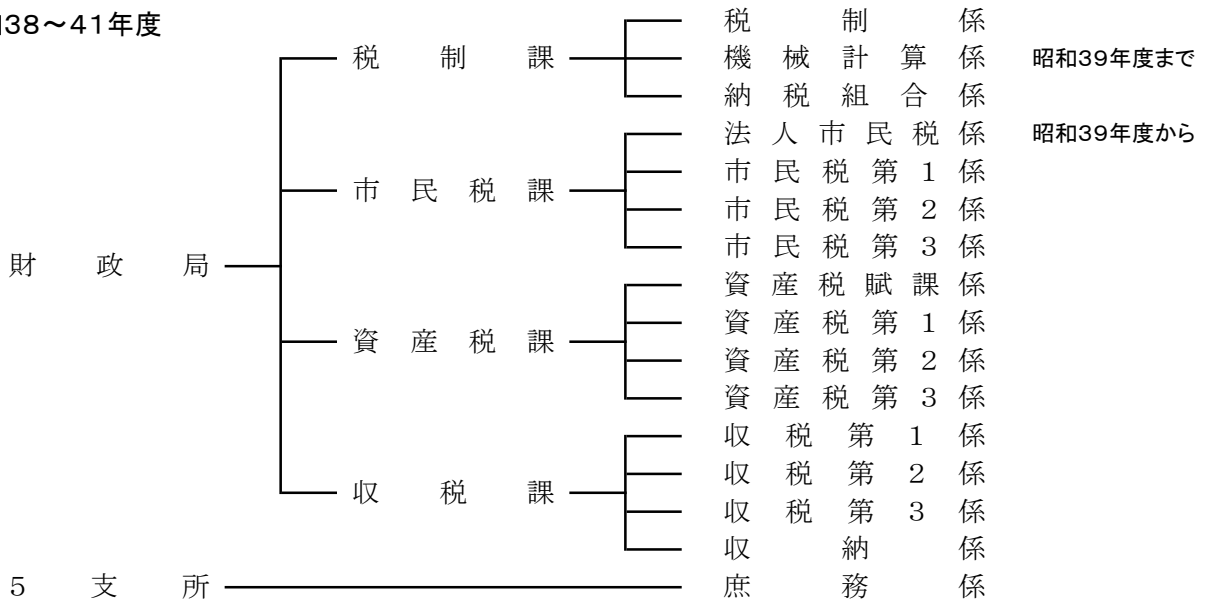 38～41年度
税制係
税制課 機械計算係 昭和39年度まで
納税組合係
法人市民税係 昭和39年度から
市民税第1係
市民税課
市民税第2係
市民税第3係
財政局
資産税賦課係
資産税第1係
資産税課
資産税第2係
資産税第3係
収税第1係
収税第2係
収税課
収税第3係
収納係
5支所 庶務係